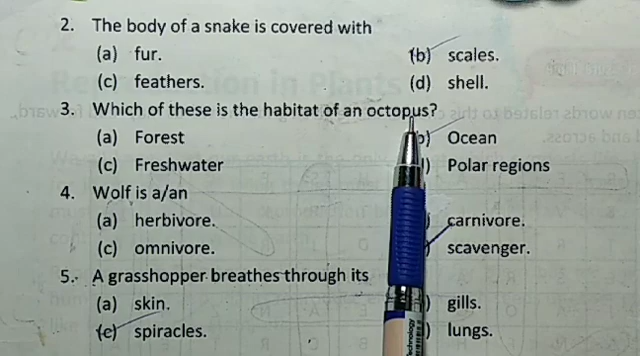 2. The body of a snake is covered with
(a) fur. (b) scales.
(c) feathers. (d) shell.
3. Which of these is the habitat of an octopus?
(a) Forest b) Ocean
(c) Freshwater ) Polar regions
4. Wolf is a/an
(a) herbivore. carnivore.
(c) omnivore. scavenger.
5. A grasshopper breathes through its
(a) skin. ) gills.
(c) spiracles. ) lungs.
Technology